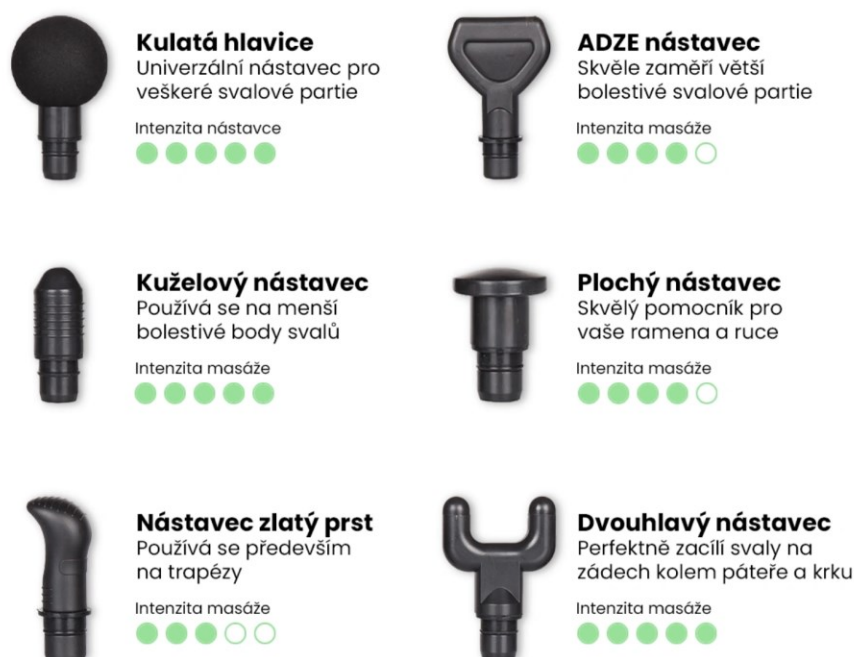 Kulatá hlavice
Univerzální nástavec pro
veškeré svalové partie
Intenzita nástavce
ADZE nástavec
Skvěle zaměří větší
bolestivé svalové partie
Intenzita masáže
Kuželový nástavec
Používá se na menší
bolestivé body svalů
Intenzita masáže
Plochý nástavec
Skvělý pomocník pro
vaše ramena a ruce
Intenzita masáže
Nástavec zlatý prst
Používá se především
na trapézy
Intenzita masáže
Dvouhlavý nástavec
Perfektně zacílí svaly na
zádech kolem páteře a krku
Intenzita masáže